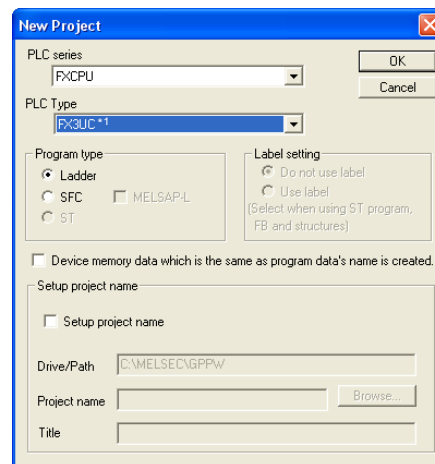 New Project
PLC series
FXCPU
OK
Cancel
PLC Type
FX3UC *1
Program type
Ladder
SFC
MELSAP-L
ST
Label setting
Do not use label
Use label
(Select when using ST program,
FB and structures)
Device memory data which is the same as program data's name is created.
Setup project name
Setup project name
Drive/Path
C:\MELSEC\GPPW
Project name
Browse...
Title